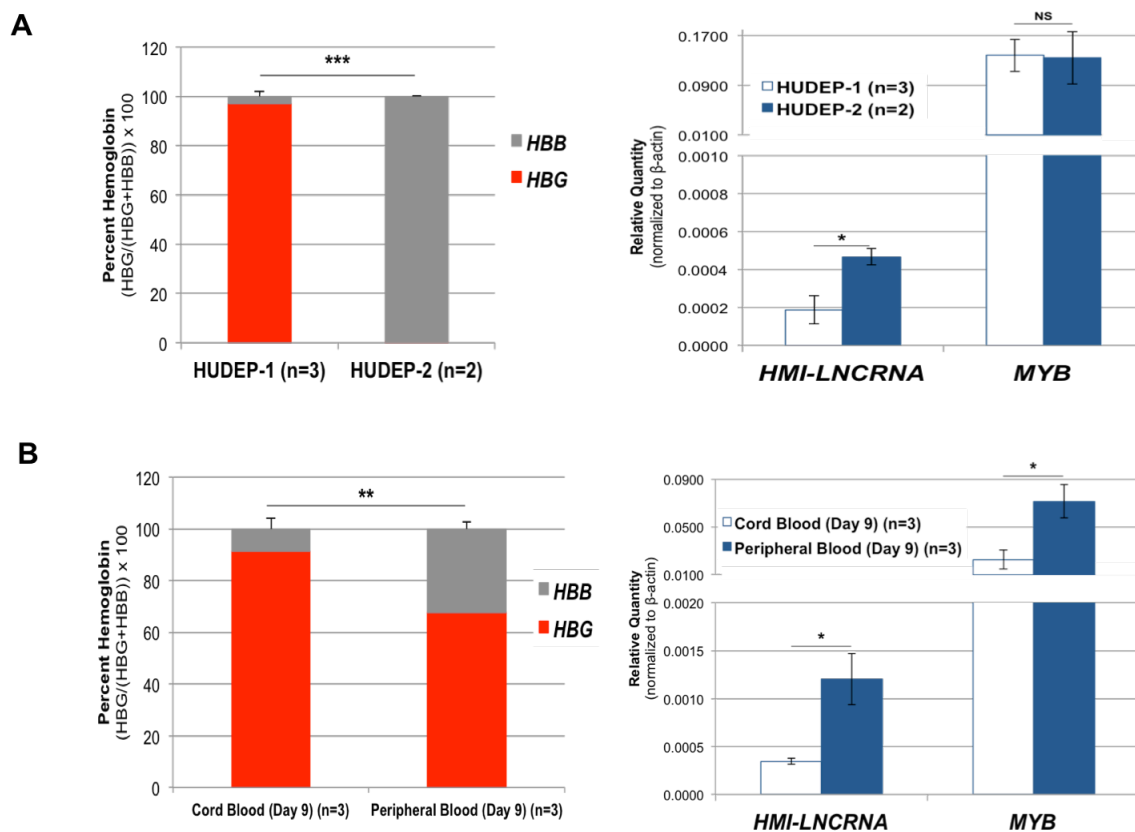 A
Percent Hemoglobin
(HBG/(HBG+HBB)) x 100
120
100
80
60
40
20
0
***
HBB
HBG
HUDEP-1 (n=3)
HUDEP-2 (n=2)
Relative Quantity
(normalized to β-actin)
0.1700
0.0900
0.0100
0.0010
0.0008
0.0006
0.0004
0.0002
0.0000
NS
HUDEP-1 (n=3)
HUDEP-2 (n=2)
*
HMI-LNCRNA
MYB
B
Percent Hemoglobin
(HBG/(HBG+HBB)) x 100
120
100
80
60
40
20
0
**
HBB
HBG
Cord Blood (Day 9) (n=3)
Peripheral Blood (Day 9) (n=3)
Relative Quantity
(normalized to β-actin)
0.0900
0.0500
0.0100
0.0020
0.0015
0.0010
0.0005
0.0000
*
Cord Blood (Day 9) (n=3)
Peripheral Blood (Day 9) (n=3)
*
HMI-LNCRNA
MYB